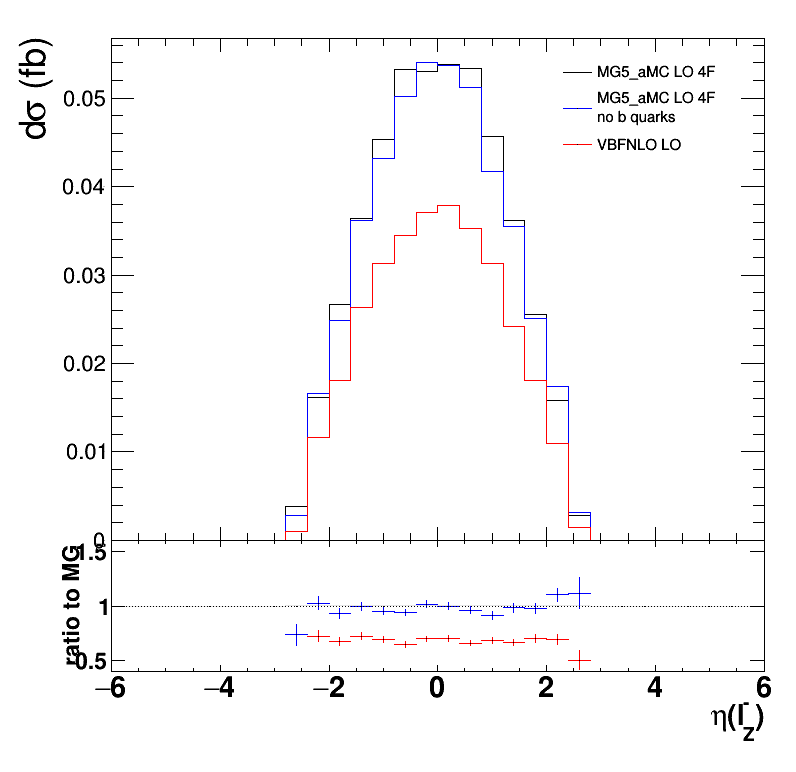 dσ (fb)
MG5_aMC LO 4F
MG5_aMC LO 4F
no b quarks
VBFNLO LO
0.05
0.04
0.03
0.02
0.01
0
ratio to MG
1.5
1
0.5
−6 −4 −2 0 2 4 6
η(l⁻z)